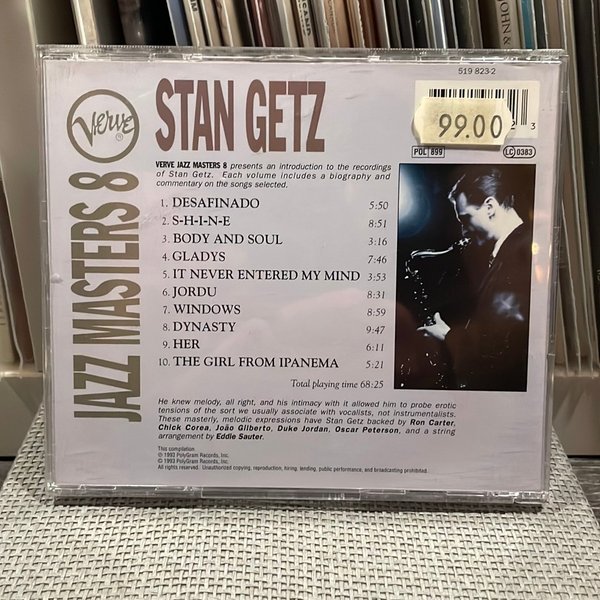 519 823-2
99.00
2 3
POL 899
LC 0383
Verve
JAZZ MASTERS 8
STAN GETZ
VERVE JAZZ MASTERS 8 presents an introduction to the recordings
of Stan Getz. Each volume includes a biography and
commentary on the songs selected.
1. DESAFINADO 5:50
2. S-H-I-N-E 8:51
3. BODY AND SOUL 3:16
4. GLADYS 7:46
5. IT NEVER ENTERED MY MIND 3:53
6. JORDU 8:31
7. WINDOWS 8:59
8. DYNASTY 9:47
9. HER 6:11
10. THE GIRL FROM IPANEMA 5:21
Total playing time 68:25
He knew melody, all right, and his intimacy with it allowed him to probe erotic
tensions of the sort we usually associate with vocalists, not instrumentalists.
These masterly, melodic expressions have Stan Getz backed by Ron Carter,
Chick Corea, João Gilberto, Duke Jordan, Oscar Peterson, and a string
arrangement by Eddie Sauter.
This compilation
℗ 1993 PolyGram Records, Inc.
© 1993 PolyGram Records, Inc.
All rights reserved. Unauthorized copying, reproduction, hiring, lending, public performance, and broadcasting prohibited.